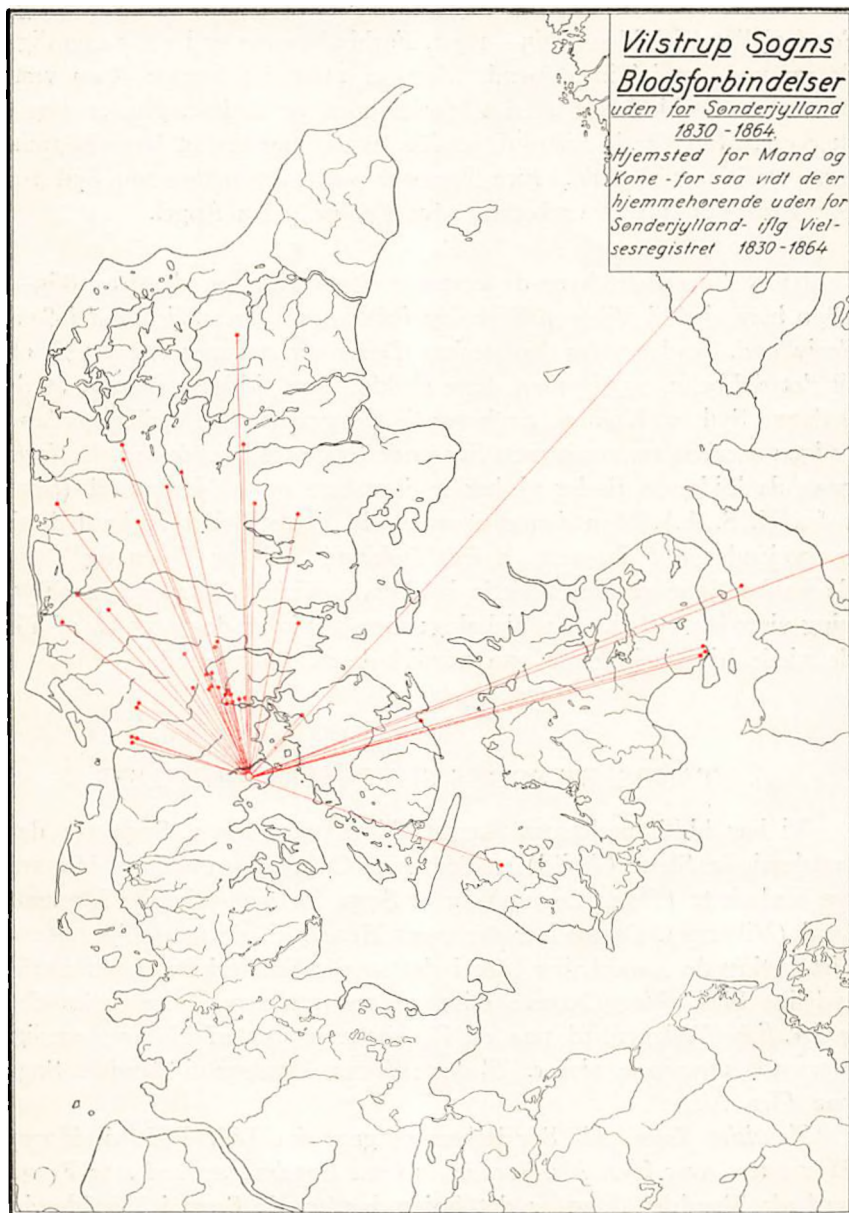 Vilstrup Sogns
Blodsforbindelser
uden for Sønderjylland
1830-1864.
Hjemsted for Mand og
Kone - for saa vidt de er
hjemmehørende uden for
Sønderjylland - iflg Viel-
sesregistret 1830-1864